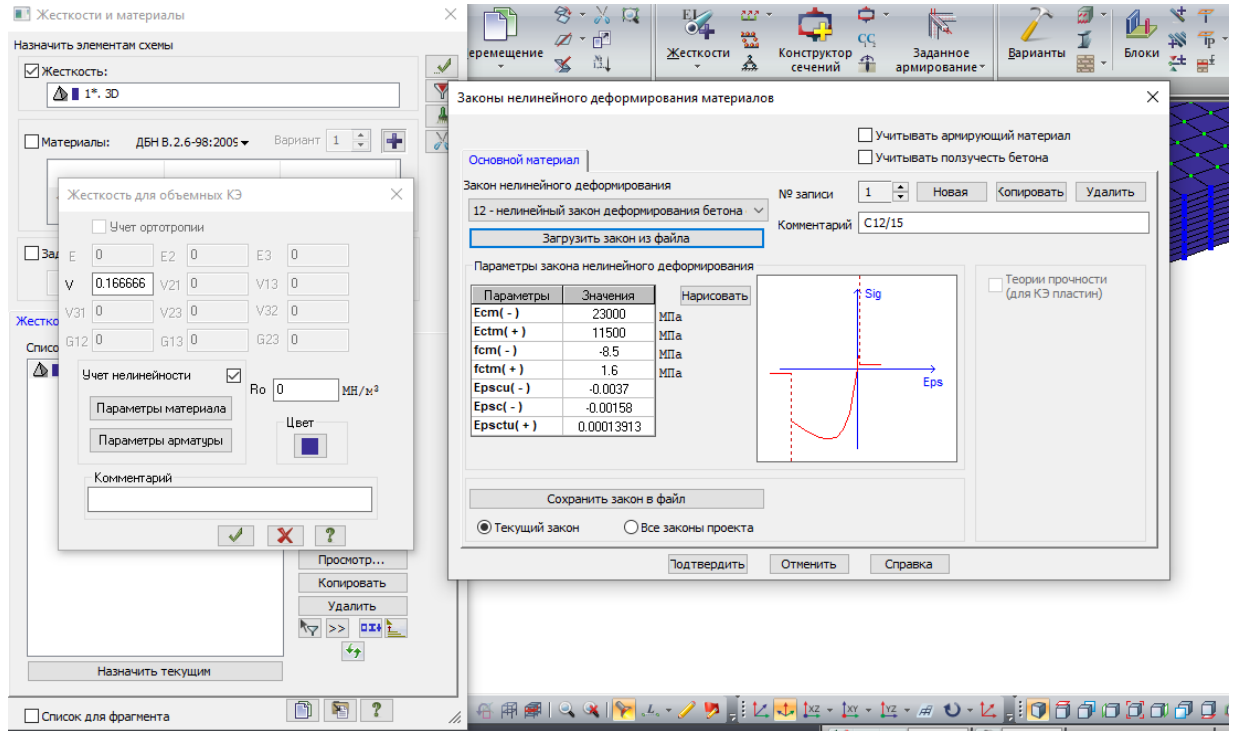 Жесткости и материалы
Назначить элементам схемы
Жесткость:
1*. 3D
Материалы: ДБН В.2.6-98:2009 Вариант 1
Жесткость для объемных КЭ
Учет ортотропии
E 0 E2 0 E3 0
V 0.166666 V21 0 V13 0
V31 0 V23 0 V32 0
G12 0 G13 0 G23 0
Учет нелинейности
Ro 0 МН/м³
Параметры материала
Параметры арматуры
Цвет
Комментарий
?
Просмотр...
Копировать
Удалить
>>
Назначить текущим
Список для фрагмента
?
Жесткости
Конструктор сечений
Заданное армирование
Варианты
Блоки
Законы нелинейного деформирования материалов
Учитывать армирующий материал
Учитывать ползучесть бетона
Основной материал
Закон нелинейного деформирования
12 - нелинейный закон деформирования бетона
Загрузить закон из файла
№ записи 1 Новая Копировать Удалить
Комментарий C12/15
Параметры закона нелинейного деформирования
Параметры Значения Нарисовать
Ecm( - ) 23000 МПа
Ectm( + ) 11500 МПа
fcm( - ) -8.5 МПа
fctm( + ) 1.6 МПа
Epscu( - ) -0.0037
Epsc( - ) -0.00158
Epsctu( + ) 0.00013913
Sig
Eps
Теории прочности
(для КЭ пластин)
Сохранить закон в файл
Текущий закон Все законы проекта
Подтвердить Отменить Справка
XZ XY YZ